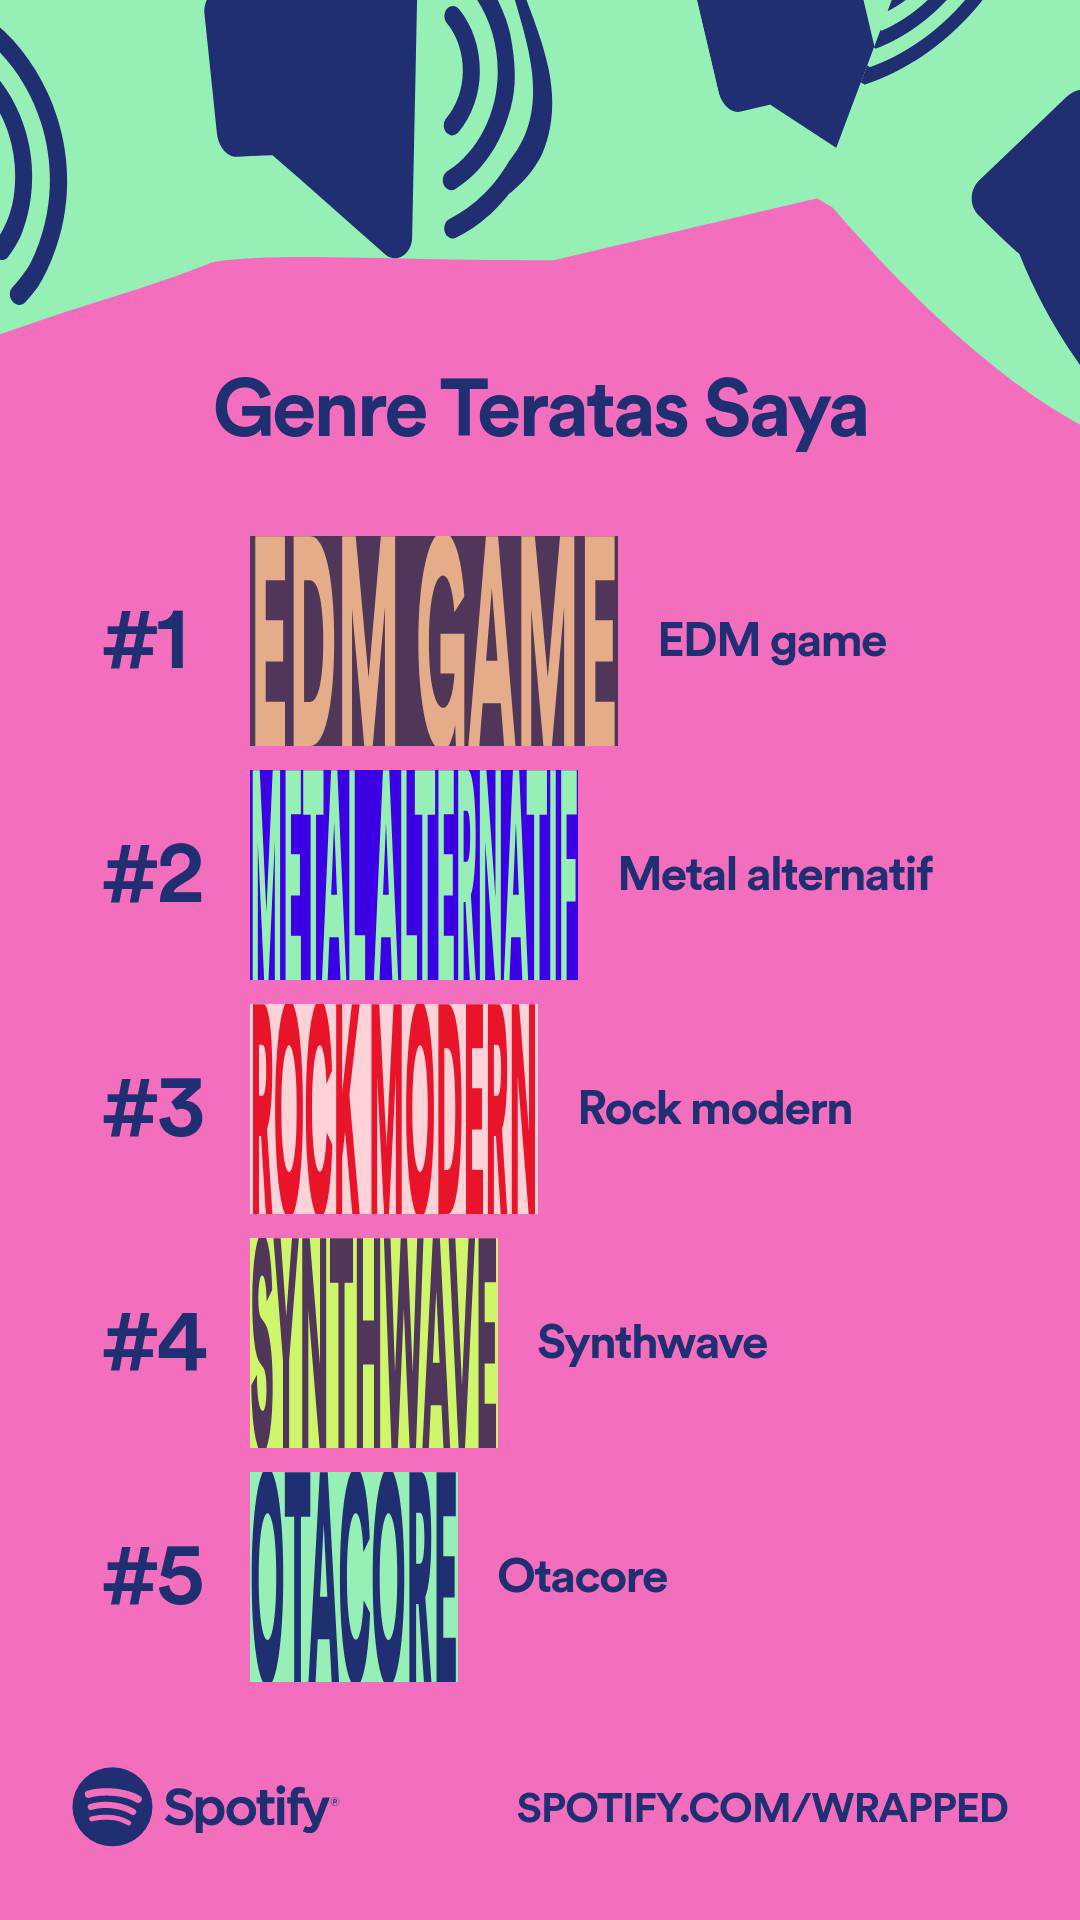 Genre Teratas Saya
#1
EDM GAME
EDM game
#2
METAL ALTERNATIF
Metal alternatif
#3
ROCK MODERN
Rock modern
#4
SYNTHWAVE
Synthwave
#5
OTACORE
Otacore
Spotify®
SPOTIFY.COM/WRAPPED